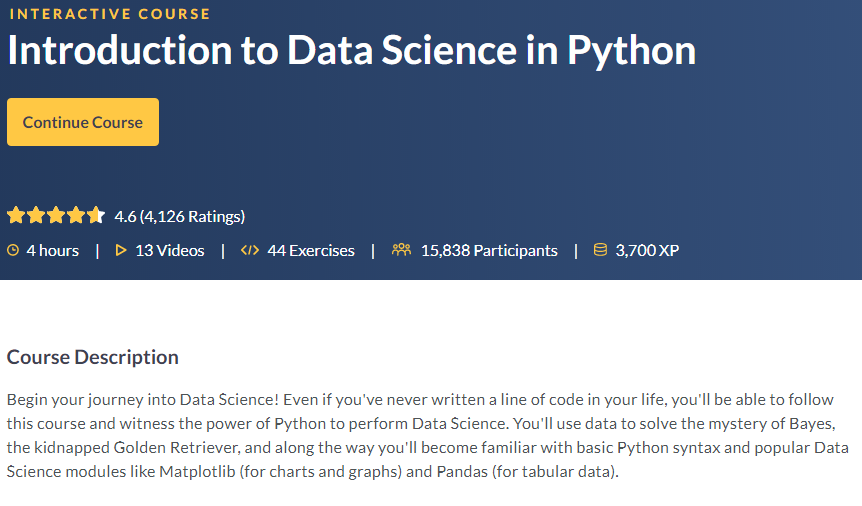 INTERACTIVE COURSE
Introduction to Data Science in Python
Continue Course
4.6 (4,126 Ratings)
4 hours | 13 Videos | 44 Exercises | 15,838 Participants | 3,700 XP
Course Description
Begin your journey into Data Science! Even if you've never written a line of code in your life, you'll be able to follow
this course and witness the power of Python to perform Data Science. You'll use data to solve the mystery of Bayes,
the kidnapped Golden Retriever, and along the way you'll become familiar with basic Python syntax and popular Data
Science modules like Matplotlib (for charts and graphs) and Pandas (for tabular data).